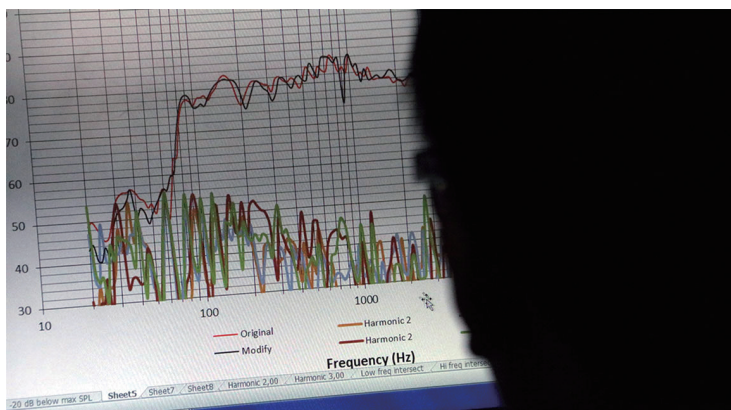 80
70
60
50
40
30
10 100 1000
Original
Modify
Harmonic 2
Harmonic 2
Frequency (Hz)
-20 dB below max SPL Sheet5 Sheet7 Sheet8 Harmonic 2,00 Harmonic 3,00 Low freq intersect Hi freq